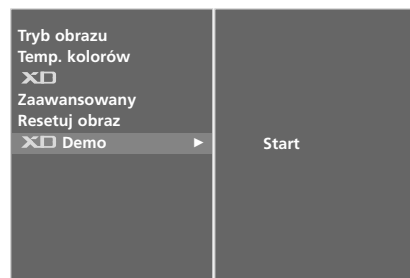 Tryb obrazu
Temp. kolorów
XD
Zaawansowany
Resetuj obraz
XD Demo ►
Start